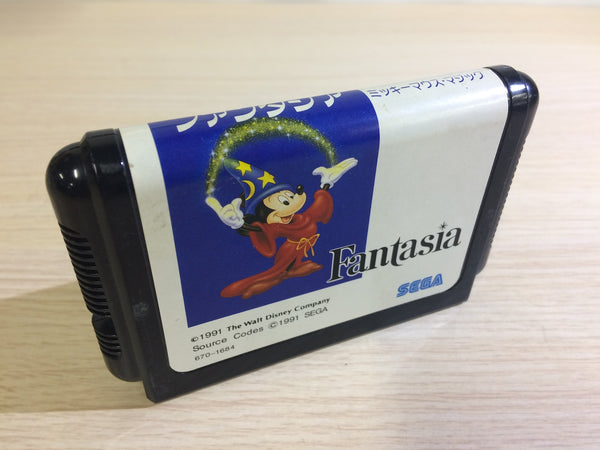 ファンタジア
ミッキーマウス・マジック
Fantasia
SEGA
©1991 The Walt Disney Company
Source Codes ©1991 SEGA
670-1684